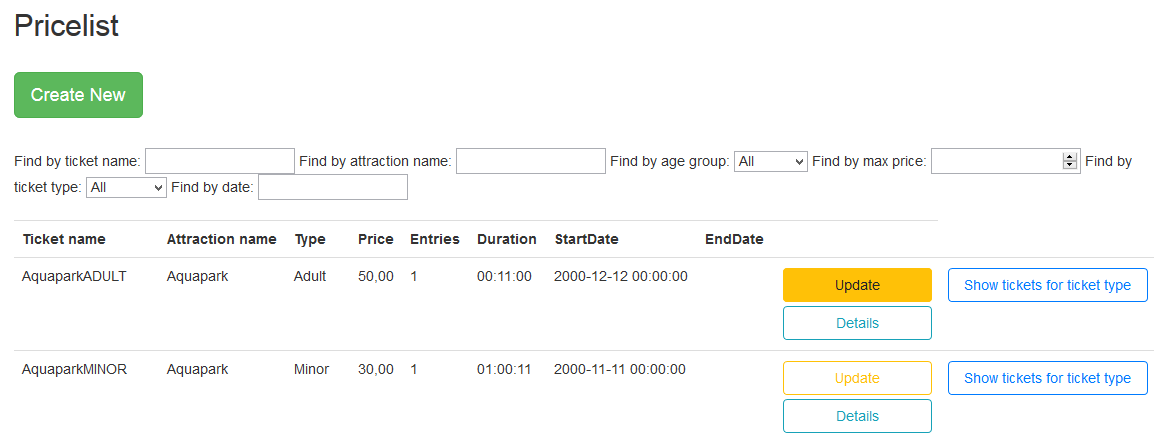 Pricelist
Create New
Find by ticket name: Find by attraction name: Find by age group: All Find by max price: Find by
ticket type: All Find by date:
Ticket name Attraction name Type Price Entries Duration StartDate EndDate
AquaparkADULT Aquapark Adult 50,00 1 00:11:00 2000-12-12 00:00:00 Update Show tickets for ticket type
Details
AquaparkMINOR Aquapark Minor 30,00 1 01:00:11 2000-11-11 00:00:00 Update Show tickets for ticket type
Details